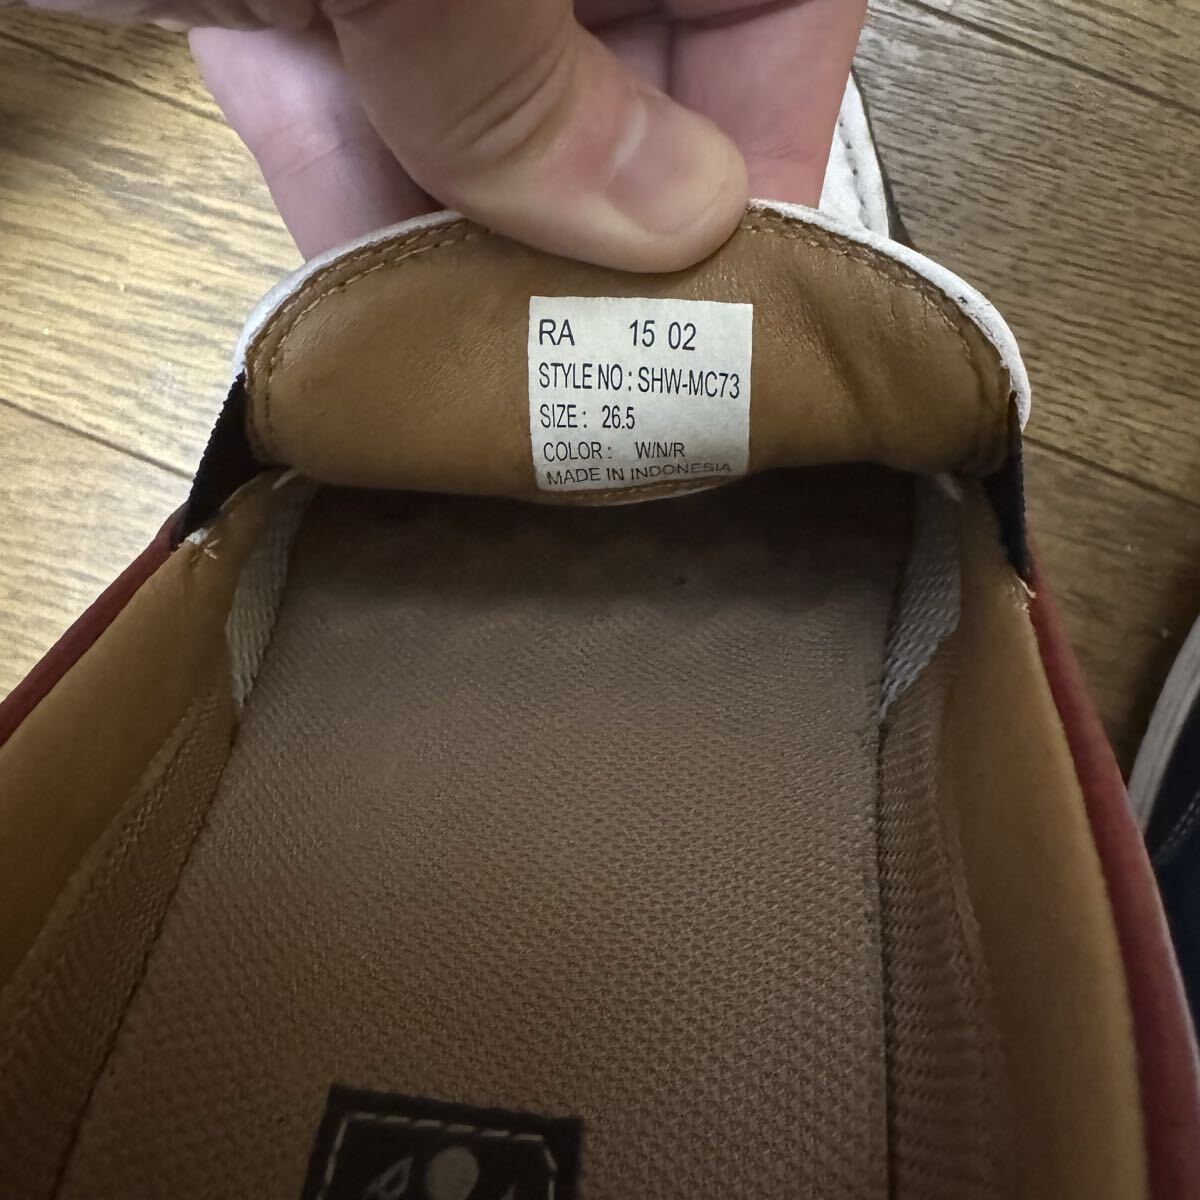 RA 15 02
STYLE NO : SHW-MC73
SIZE : 26.5
COLOR : W/N/R
MADE IN INDONESIA